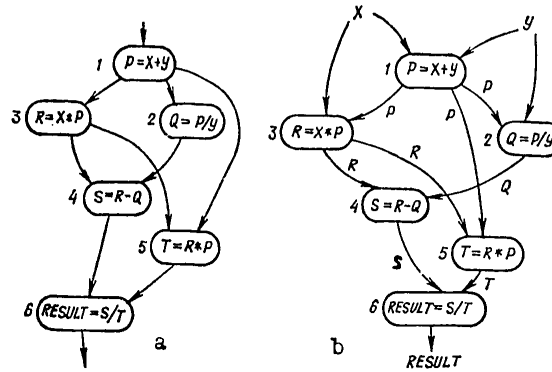 1 P=X+Y
3 R=X*P
2 Q=P/Y
4 S=R-Q
5 T=R*P
6 RESULT=S/T
a
X
Y
1 P=X+Y
P
P
P
3 R=X*P
2 Q=P/Y
R
R
Q
4 S=R-Q
5 T=R*P
S
T
6 RESULT=S/T
b
RESULT